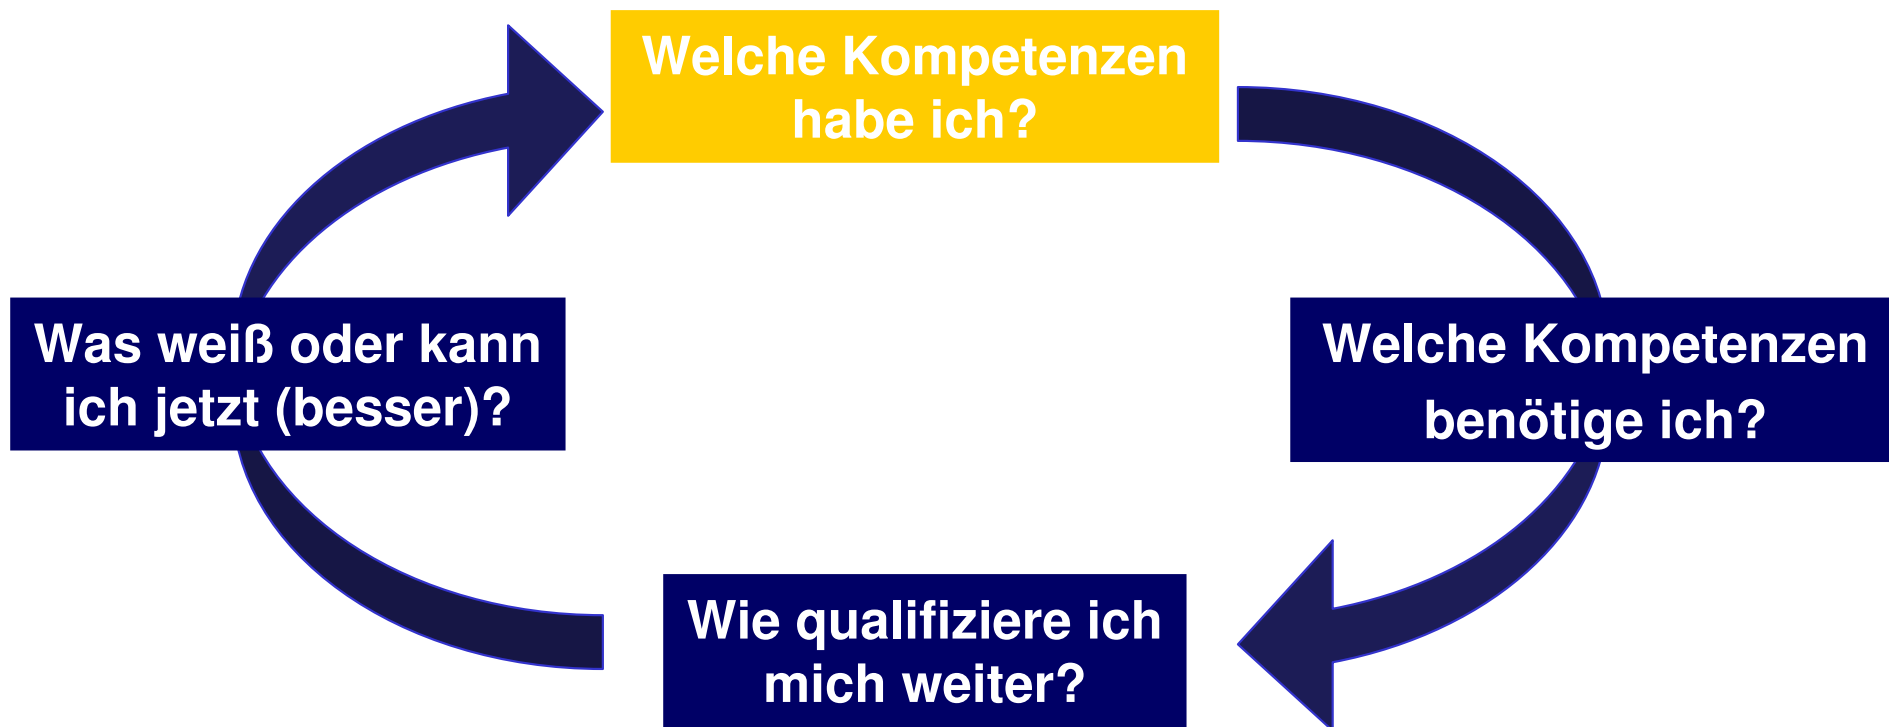 Welche Kompetenzen
habe ich?
Welche Kompetenzen
benötige ich?
Wie qualifiziere ich
mich weiter?
Was weiß oder kann
ich jetzt (besser)?